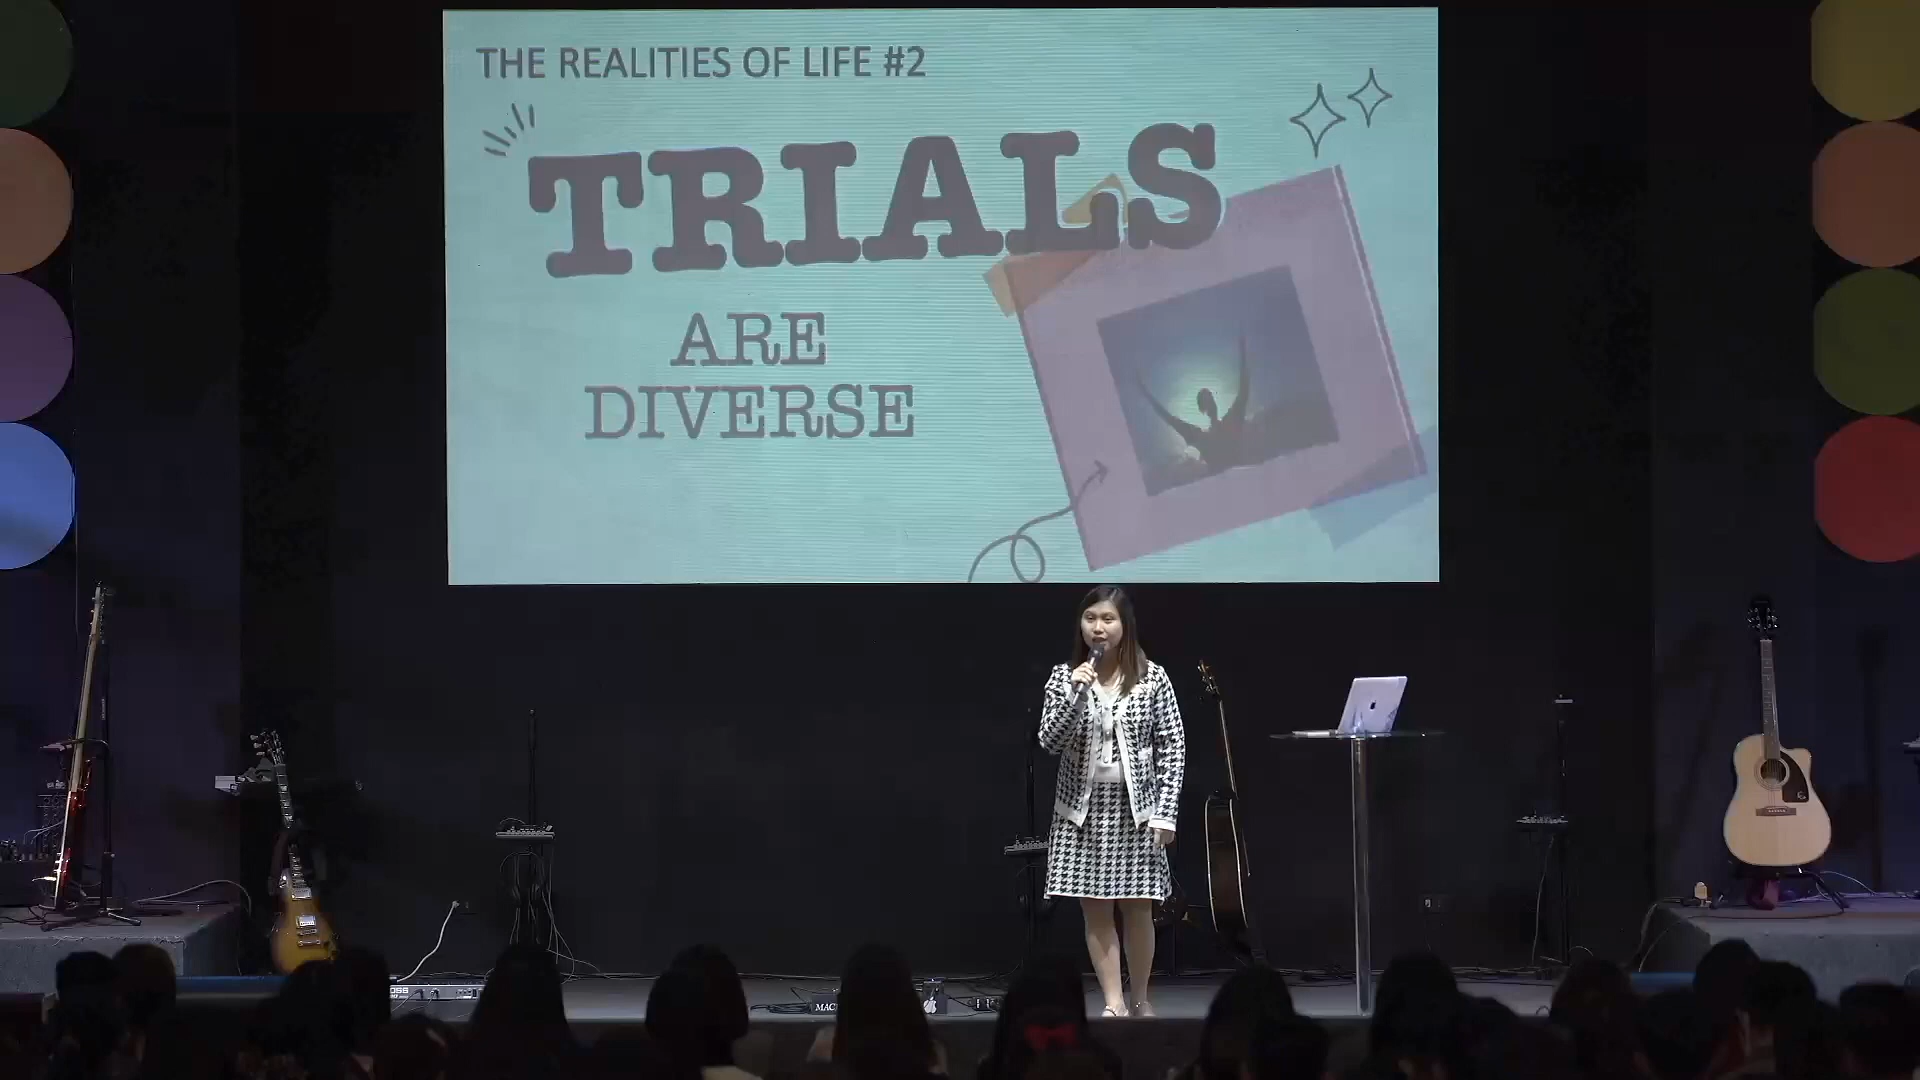 THE REALITIES OF LIFE #2
TRIALS
ARE
DIVERSE